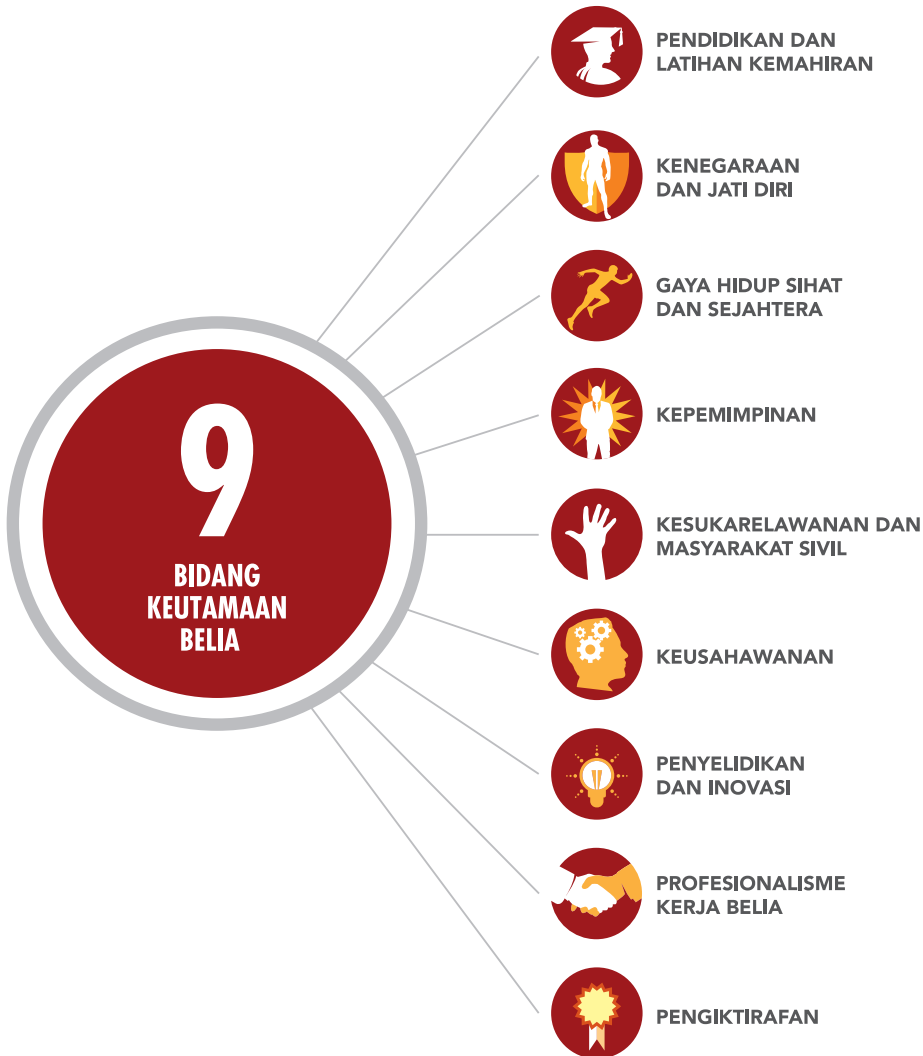 9
BIDANG
KEUTAMAAN
BELIA
PENDIDIKAN DAN
LATIHAN KEMAHIRAN
KENEGARAAN
DAN JATI DIRI
GAYA HIDUP SIHAT
DAN SEJAHTERA
KEPEMIMPINAN
KESUKARELAWANAN DAN
MASYARAKAT SIVIL
KEUSAHAWANAN
PENYELIDIKAN
DAN INOVASI
PROFESIONALISME
KERJA BELIA
PENGIKTIRAFAN